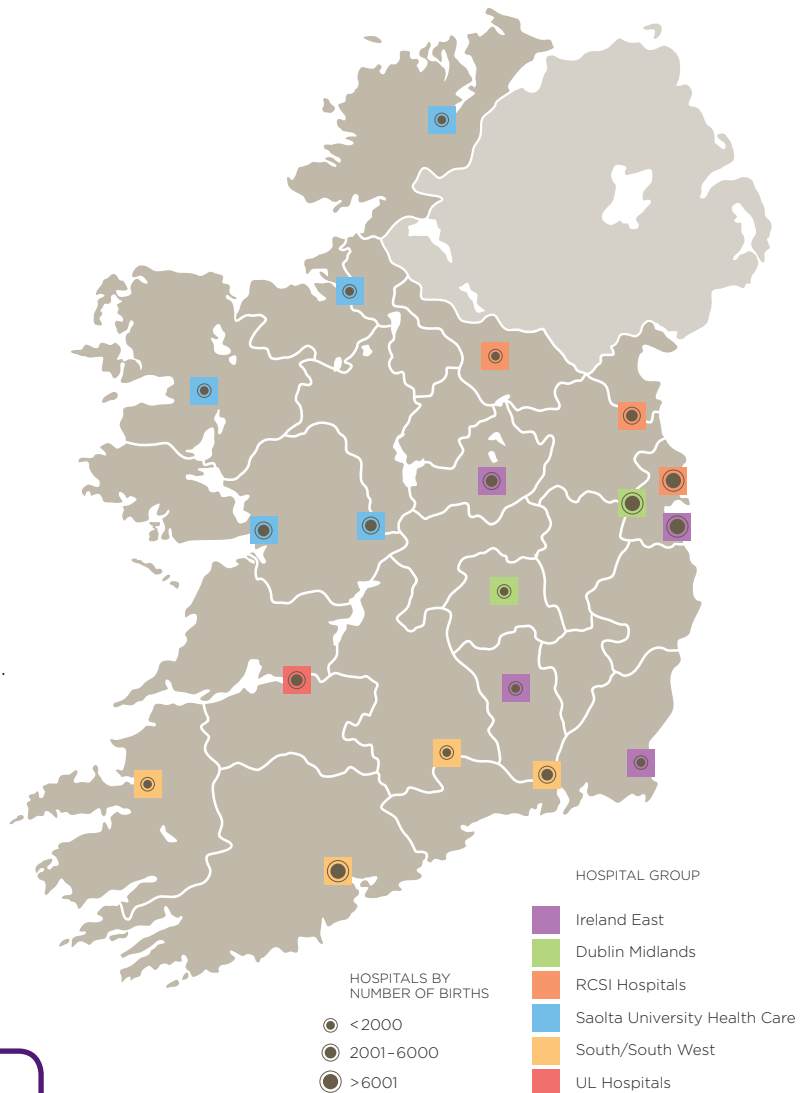 .
HOSPITALS BY
NUMBER OF BIRTHS
<2000
2001–6000
>6001
HOSPITAL GROUP
Ireland East
Dublin Midlands
RCSI Hospitals
Saolta University Health Care
South/South West
UL Hospitals